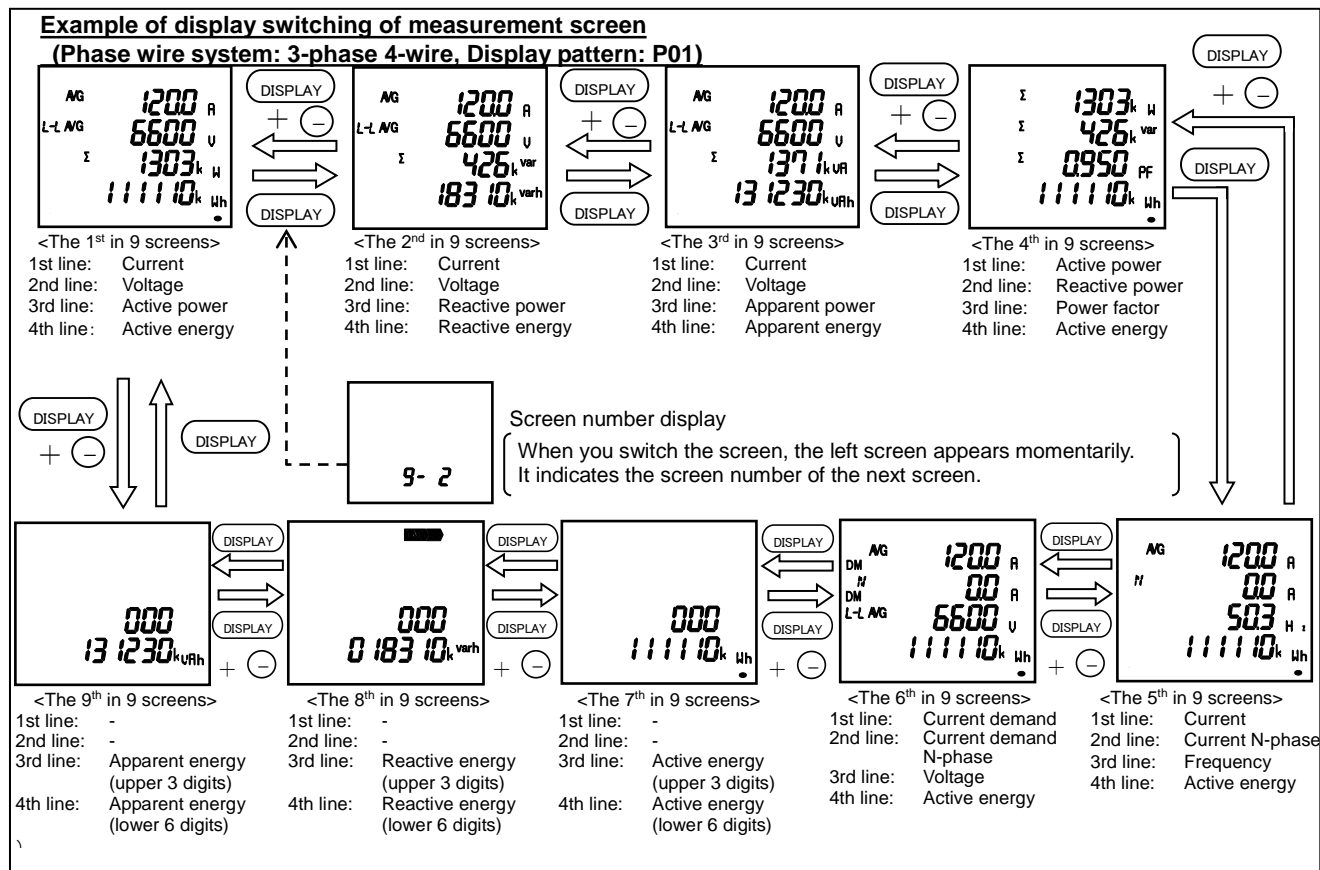 Example of display switching of measurement screen
(Phase wire system: 3-phase 4-wire, Display pattern: P01)
AVG 120.0 A
L-L AVG 6600 V
Σ 1303k W
111110k Wh
DISPLAY
+ −
DISPLAY
AVG 120.0 A
L-L AVG 6600 V
Σ 426k var
18310k varh
DISPLAY
+ −
DISPLAY
AVG 120.0 A
L-L AVG 6600 V
Σ 1371k VA
131230k VAh
DISPLAY
+ −
DISPLAY
Σ 1303k W
Σ 426k var
Σ 0.950 PF
111110k Wh
DISPLAY
+ −
DISPLAY
<The 1st in 9 screens>
1st line: Current
2nd line: Voltage
3rd line: Active power
4th line: Active energy
<The 2nd in 9 screens>
1st line: Current
2nd line: Voltage
3rd line: Reactive power
4th line: Reactive energy
<The 3rd in 9 screens>
1st line: Current
2nd line: Voltage
3rd line: Apparent power
4th line: Apparent energy
<The 4th in 9 screens>
1st line: Active power
2nd line: Reactive power
3rd line: Power factor
4th line: Active energy
DISPLAY
+ −
DISPLAY
9- 2
Screen number display
When you switch the screen, the left screen appears momentarily.
It indicates the screen number of the next screen.
000
131230k VAh
DISPLAY
DISPLAY
+ −
000
018310k varh
DISPLAY
DISPLAY
+ −
000
111110k Wh
DISPLAY
DISPLAY
+ −
AVG DM 120.0 A
N DM 0.0 A
L-L AVG 6600 V
111110k Wh
DISPLAY
DISPLAY
+ −
AVG 120.0 A
N 0.0 A
50.3 Hz
111110k Wh
<The 9th in 9 screens>
1st line: -
2nd line: -
3rd line: Apparent energy
(upper 3 digits)
4th line: Apparent energy
(lower 6 digits)
<The 8th in 9 screens>
1st line: -
2nd line: -
3rd line: Reactive energy
(upper 3 digits)
4th line: Reactive energy
(lower 6 digits)
<The 7th in 9 screens>
1st line: -
2nd line: -
3rd line: Active energy
(upper 3 digits)
4th line: Active energy
(lower 6 digits)
<The 6th in 9 screens>
1st line: Current demand
2nd line: Current demand
N-phase
3rd line: Voltage
4th line: Active energy
<The 5th in 9 screens>
1st line: Current
2nd line: Current N-phase
3rd line: Frequency
4th line: Active energy